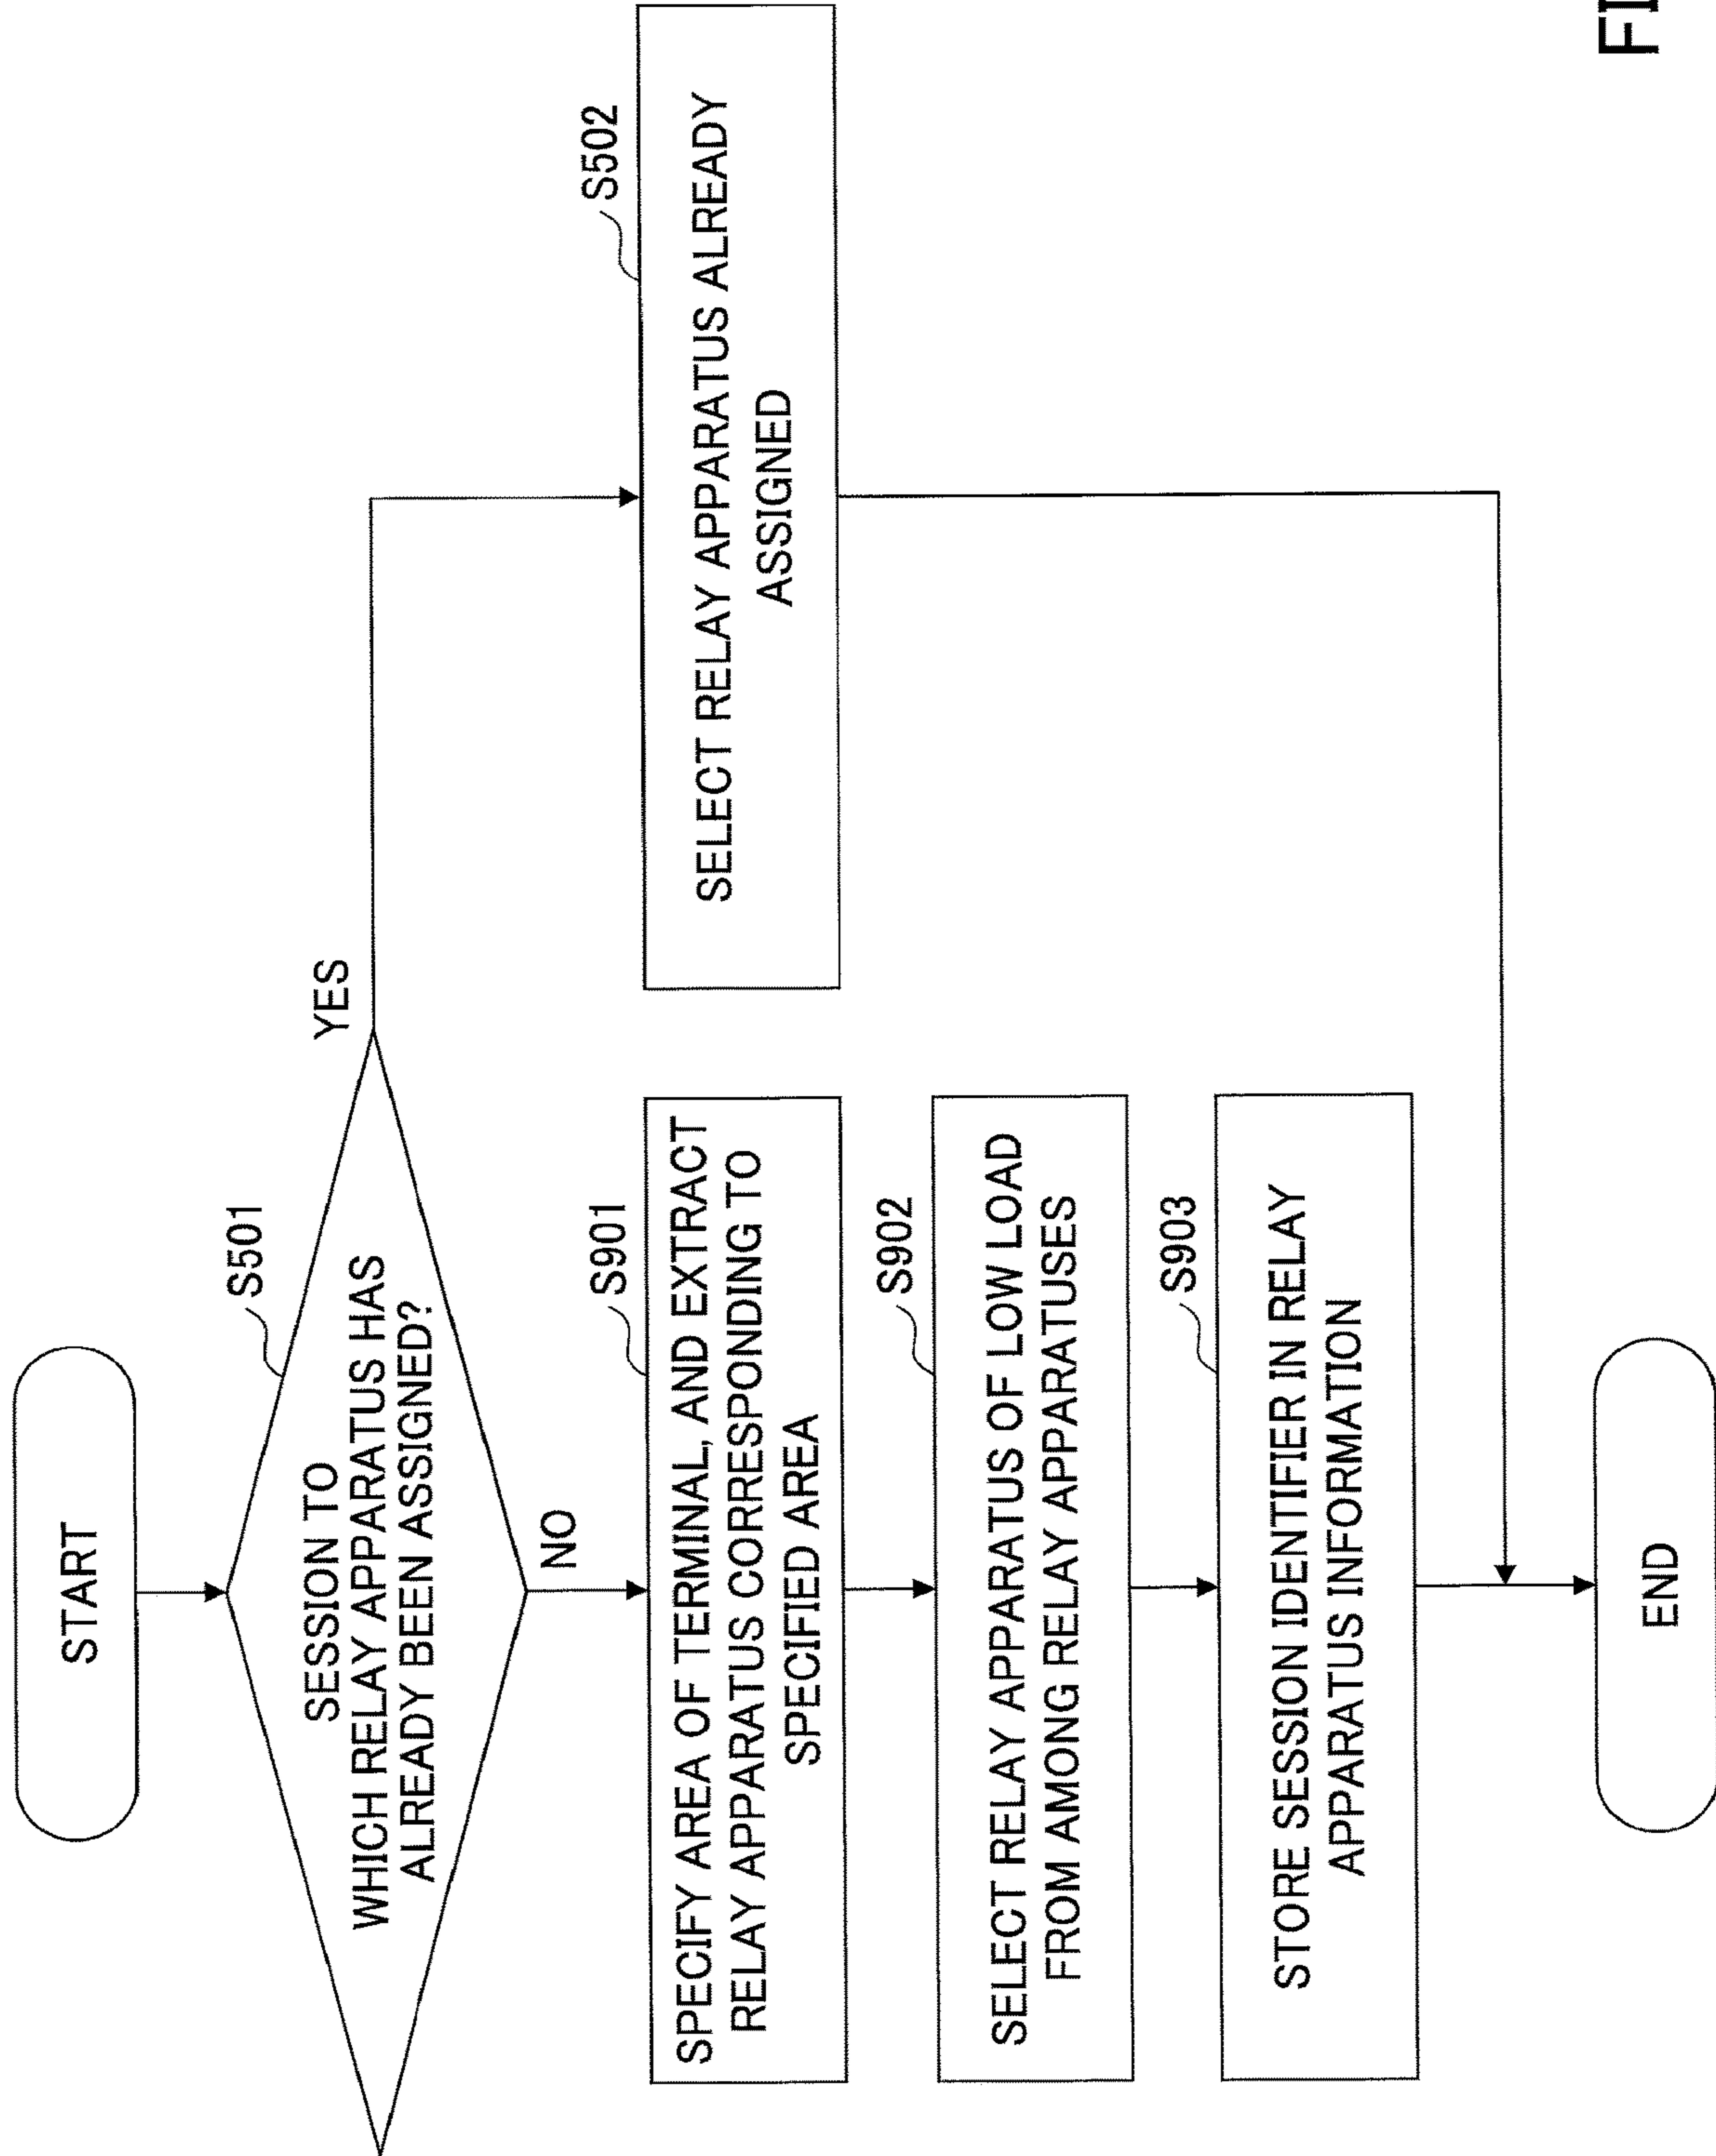 START
S501
SESSION TO
WHICH RELAY APPARATUS HAS
ALREADY BEEN ASSIGNED?
YES
NO
S502
SELECT RELAY APPARATUS ALREADY
ASSIGNED
S901
SPECIFY AREA OF TERMINAL, AND EXTRACT
RELAY APPARATUS CORRESPONDING TO
SPECIFIED AREA
S902
SELECT RELAY APPARATUS OF LOW LOAD
FROM AMONG RELAY APPARATUSES
S903
STORE SESSION IDENTIFIER IN RELAY
APPARATUS INFORMATION
END